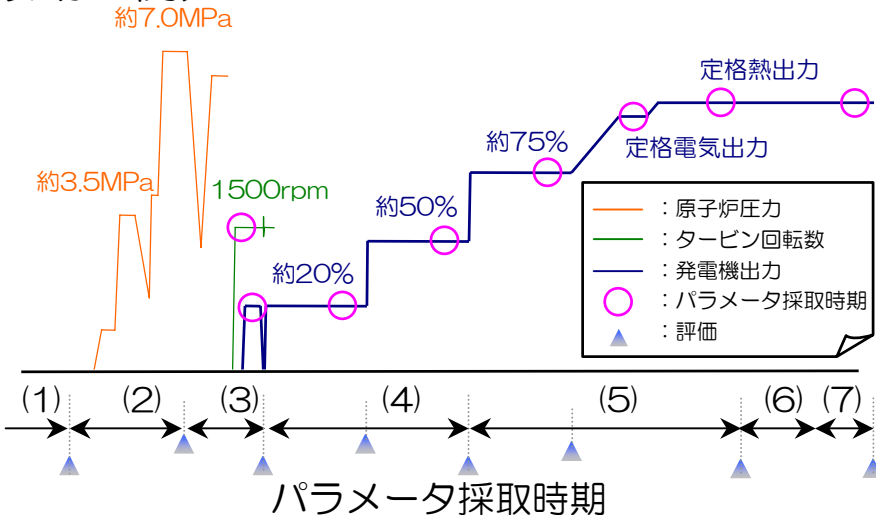 約7.0MPa
定格熱出力
約75%
定格電気出力
約3.5MPa
1500rpm
約50%
約20%
：原子炉圧力
：タービン回転数
：発電機出力
：パラメータ採取時期
：評価
(1) (2) (3) (4) (5) (6) (7)
パラメータ採取時期